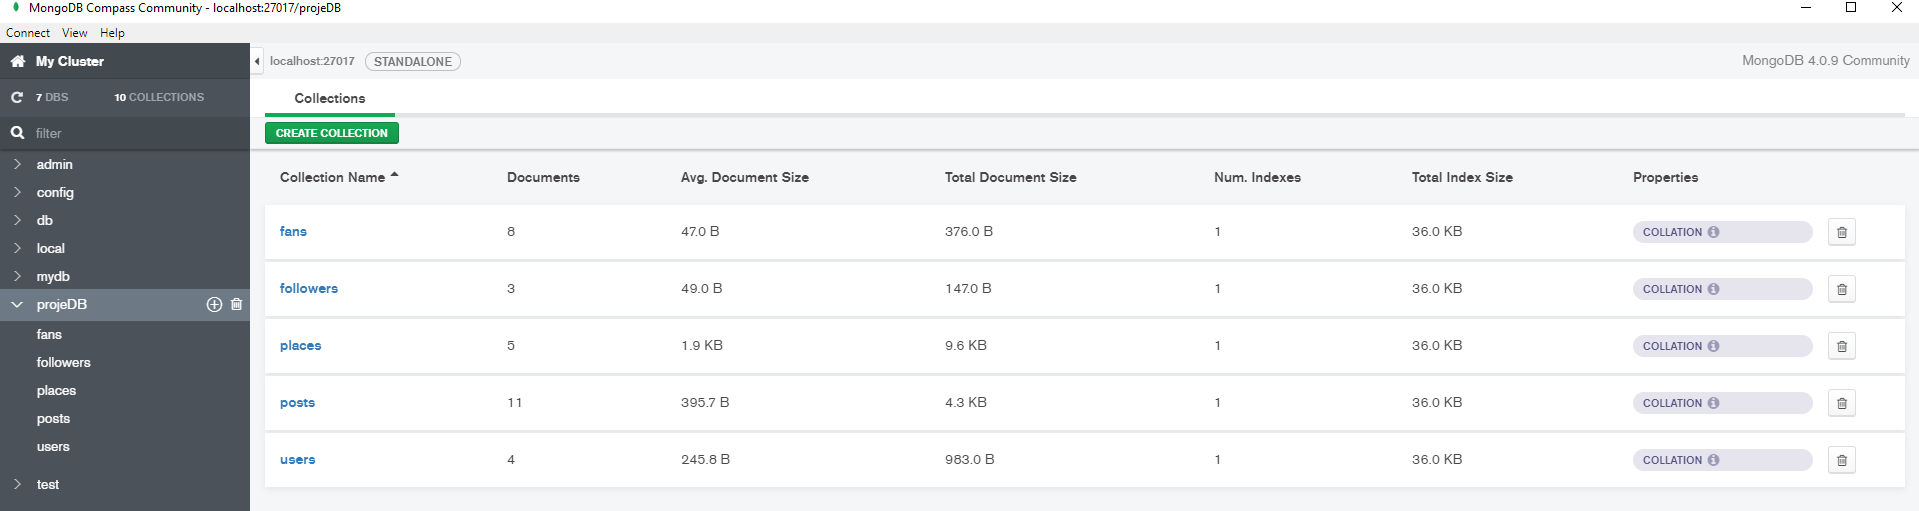 MongoDB Compass Community - localhost:27017/projeDB
Connect View Help
My Cluster
localhost:27017 STANDALONE
MongoDB 4.0.9 Community
7 DBS 10 COLLECTIONS
Collections
filter
CREATE COLLECTION
admin
config
db
local
mydb
projeDB
fans
followers
places
posts
users
test
Collection Name Documents Avg. Document Size Total Document Size Num. Indexes Total Index Size Properties
fans 8 47.0 B 376.0 B 1 36.0 KB COLLATION
followers 3 49.0 B 147.0 B 1 36.0 KB COLLATION
places 5 1.9 KB 9.6 KB 1 36.0 KB COLLATION
posts 11 395.7 B 4.3 KB 1 36.0 KB COLLATION
users 4 245.8 B 983.0 B 1 36.0 KB COLLATION